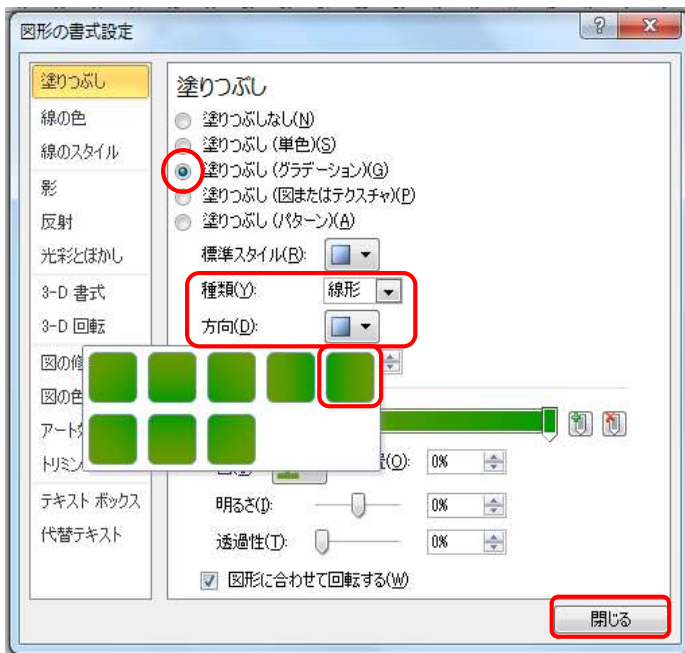 図形の書式設定
塗りつぶし
線の色
線のスタイル
影
反射
光彩とぼかし
3-D 書式
3-D 回転
図の修
図の色
アート効
トリミン
テキスト ボックス
代替テキスト
塗りつぶし
塗りつぶしなし(N)
塗りつぶし (単色)(S)
塗りつぶし (グラデーション)(G)
塗りつぶし (図またはテクスチャ)(P)
塗りつぶし (パターン)(A)
標準スタイル(R):
種類(Y): 線形
方向(D):
(O): 0%
明るさ(I): 0%
透過性(T): 0%
図形に合わせて回転する(W)
閉じる